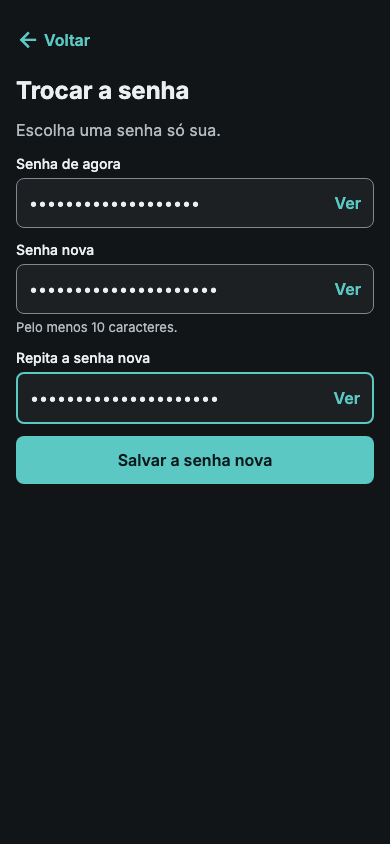 Voltar
Trocar a senha
Escolha uma senha só sua.
Senha de agora
••••••••••••••••••• Ver
Senha nova
••••••••••••••••••••• Ver
Pelo menos 10 caracteres.
Repita a senha nova
••••••••••••••••••••• Ver
Salvar a senha nova